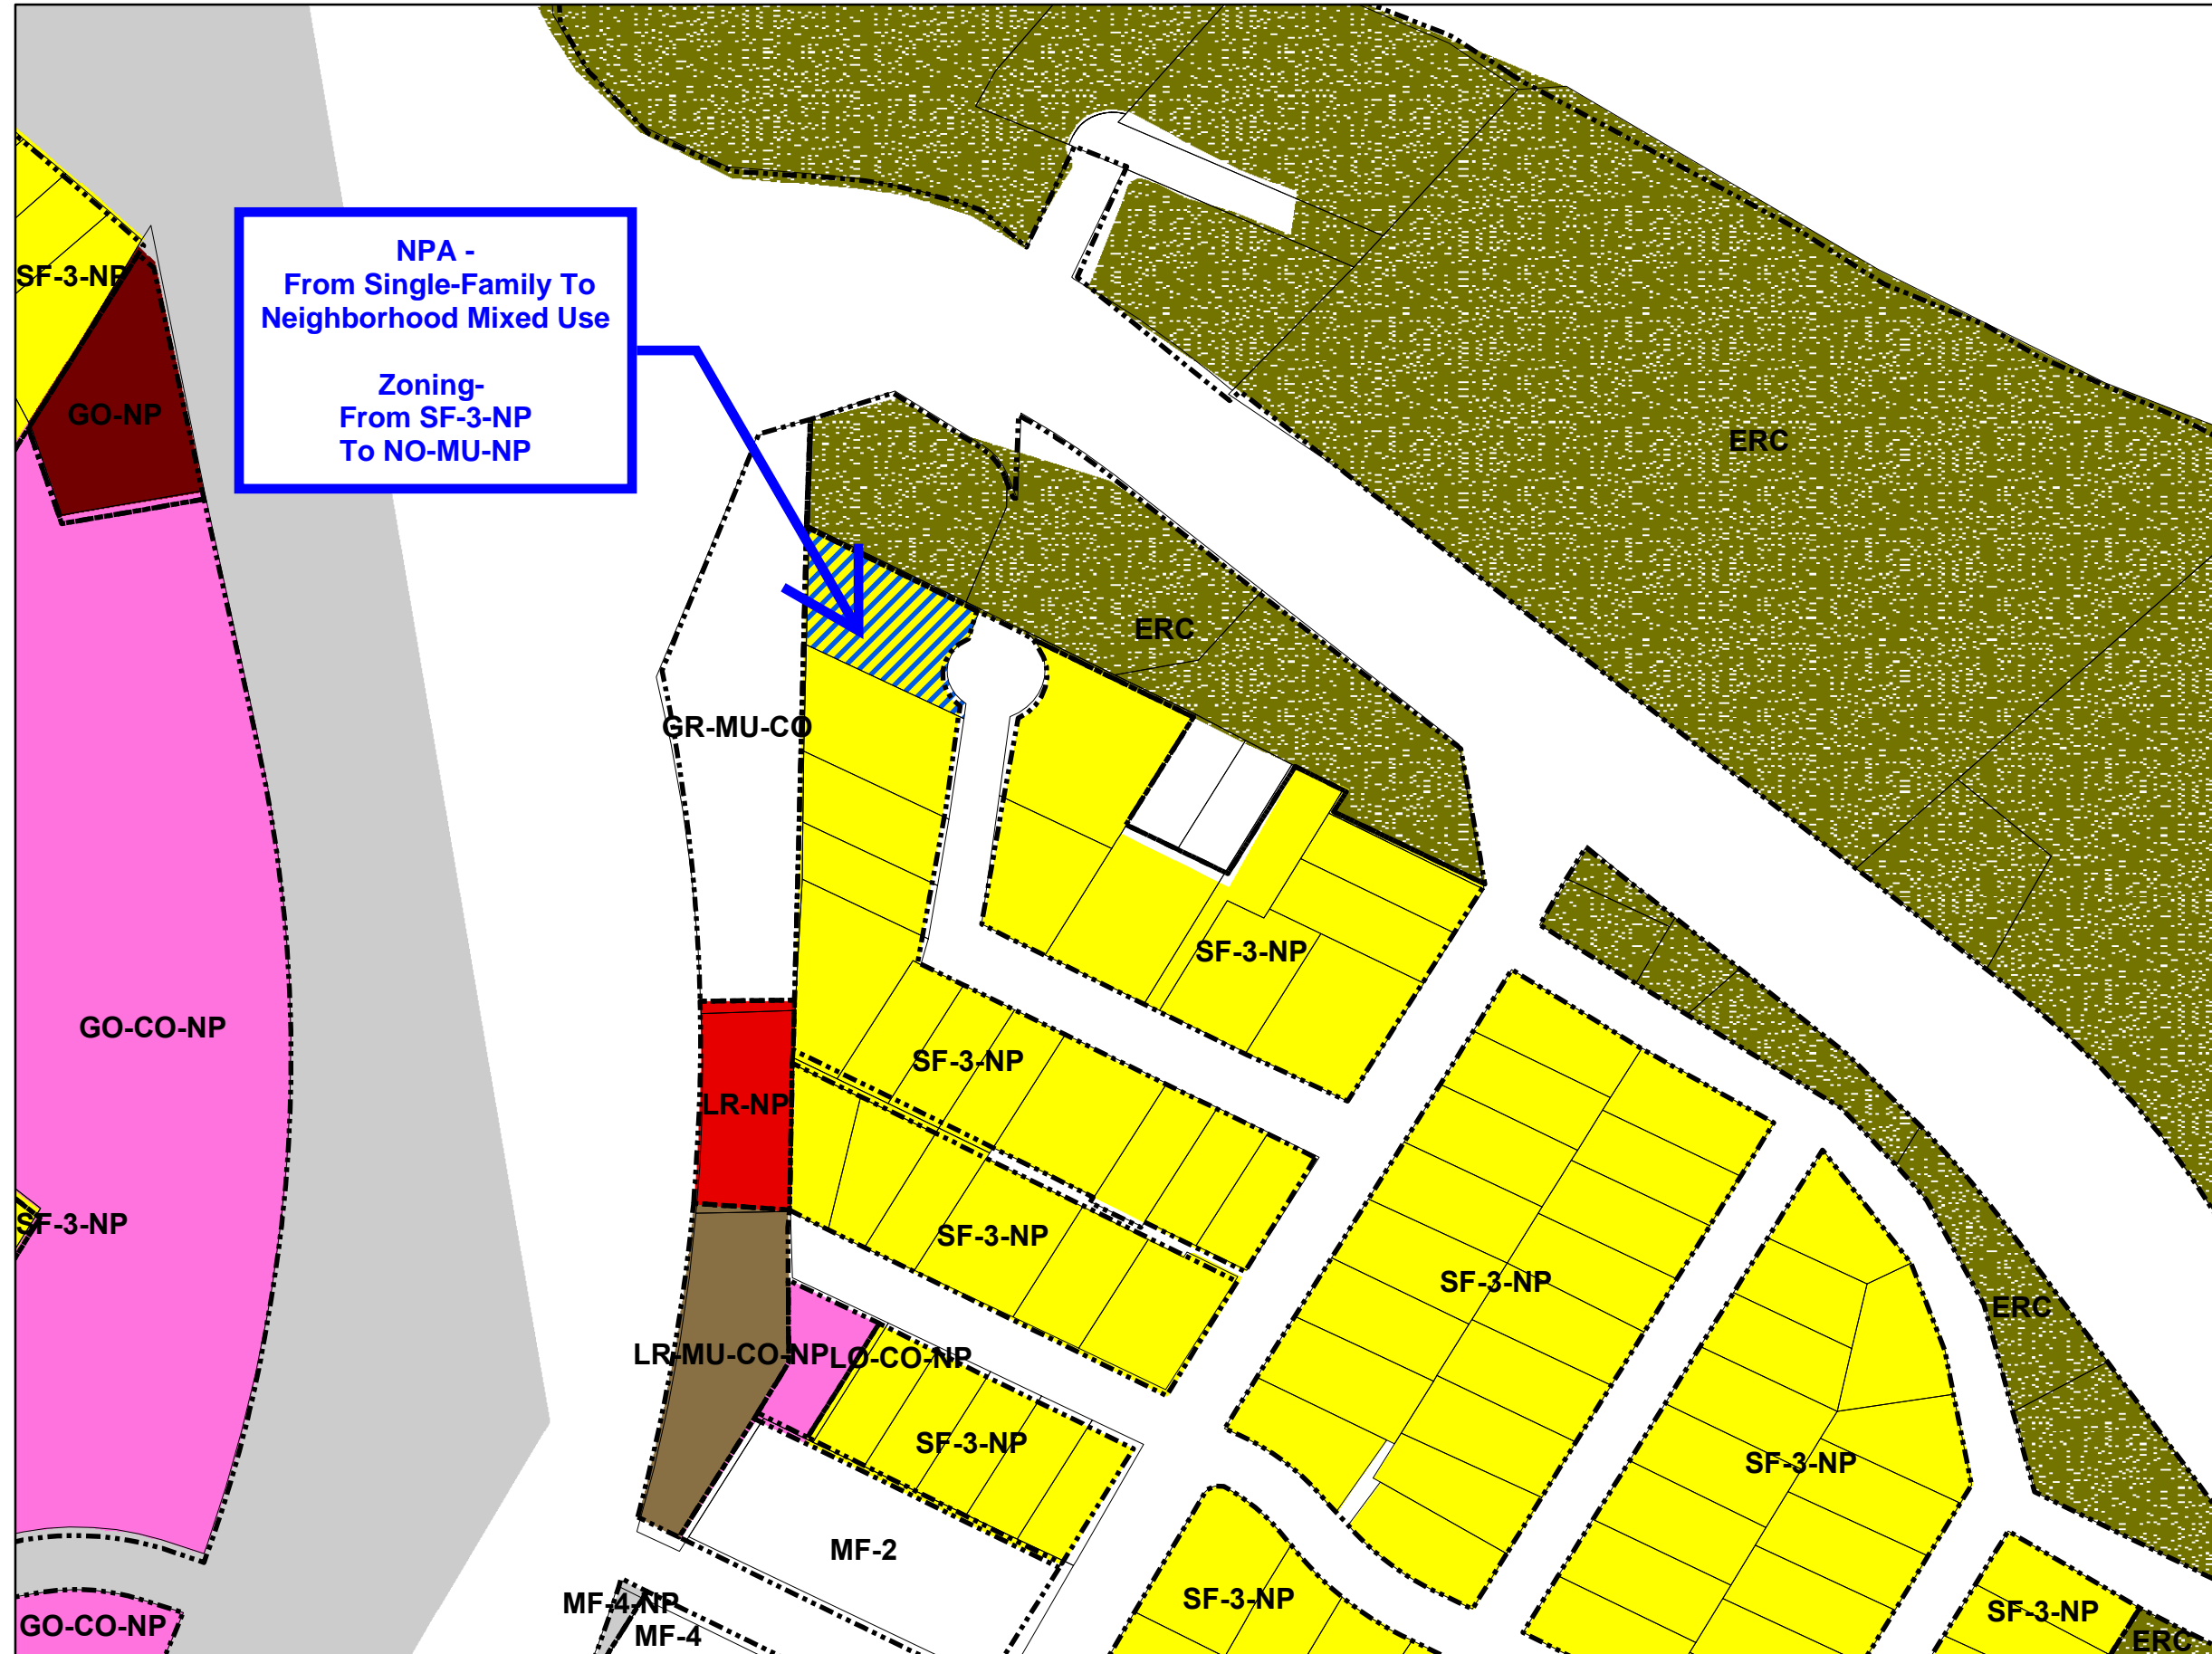 NPA -
From Single-Family To
Neighborhood Mixed Use
Zoning-
From SF-3-NP
To NO-MU-NP
SF-3-NP
GO-NP
ERC
ERC
GR-MU-CO
SF-3-NP
GO-CO-NP
SF-3-NP
LR-NP
SF-3-NP
SF-3-NP
SF-3-NP
ERC
LR-MU-CO-NP
LO-CO-NP
SF-3-NP
SF-3-NP
MF-2
MF-4-NP
SF-3-NP
SF-3-NP
GO-CO-NP
MF-4
ERC